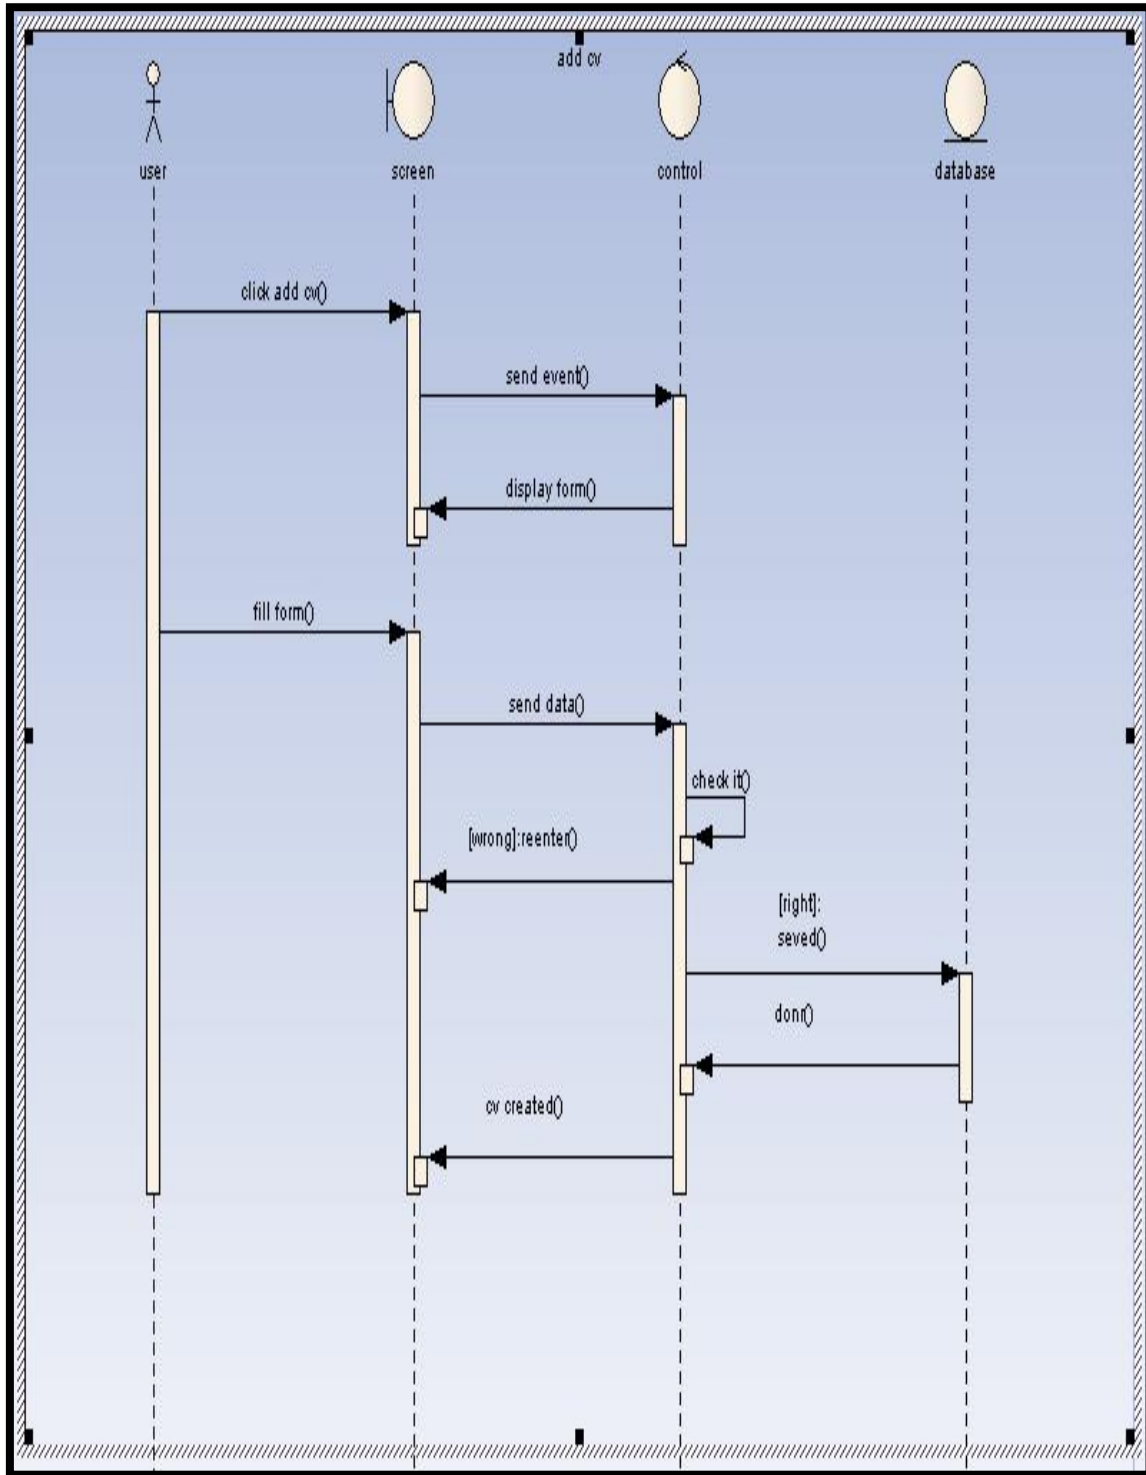 add cv
user
screen
control
database
click add cv()
send event()
display form()
fill form()
send data()
check it()
[wrong]:reenter()
[right]:
seved()
donr()
cv created()